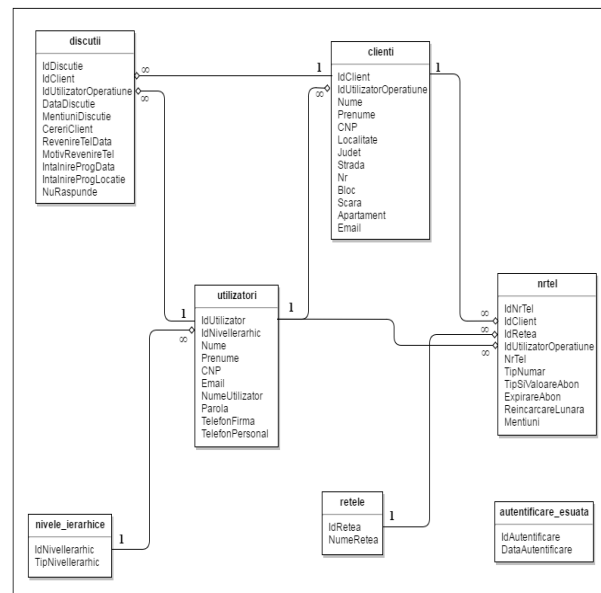 discutii
IdDiscutie
IdClient
IdUtilizatorOperatiune
DataDiscutie
MentiuniDiscutie
CereriClient
RevenireTelData
MotivRevenireTel
IntalnireProgData
IntalnireProgLocatie
NuRaspunde
∞
∞
1
1
clienti
IdClient
IdUtilizatorOperatiune
Nume
Prenume
CNP
Localitate
Judet
Strada
Nr
Bloc
Scara
Apartament
Email
1
∞
utilizatori
IdUtilizator
IdNivelIerarhic
Nume
Prenume
CNP
Email
NumeUtilizator
Parola
TelefonFirma
TelefonPersonal
1
∞
nrtel
IdNrTel
IdClient
IdRetea
IdUtilizatorOperatiune
NrTel
TipNumar
TipSiValoareAbon
ExpirareAbon
ReincarcareLunara
Mentiuni
∞
∞
∞
nivele_ierarhice
IdNivelIerarhic
TipNivelIerarhic
1
retele
IdRetea
NumeRetea
1
autentificare_esuata
IdAutentificare
DataAutentificare